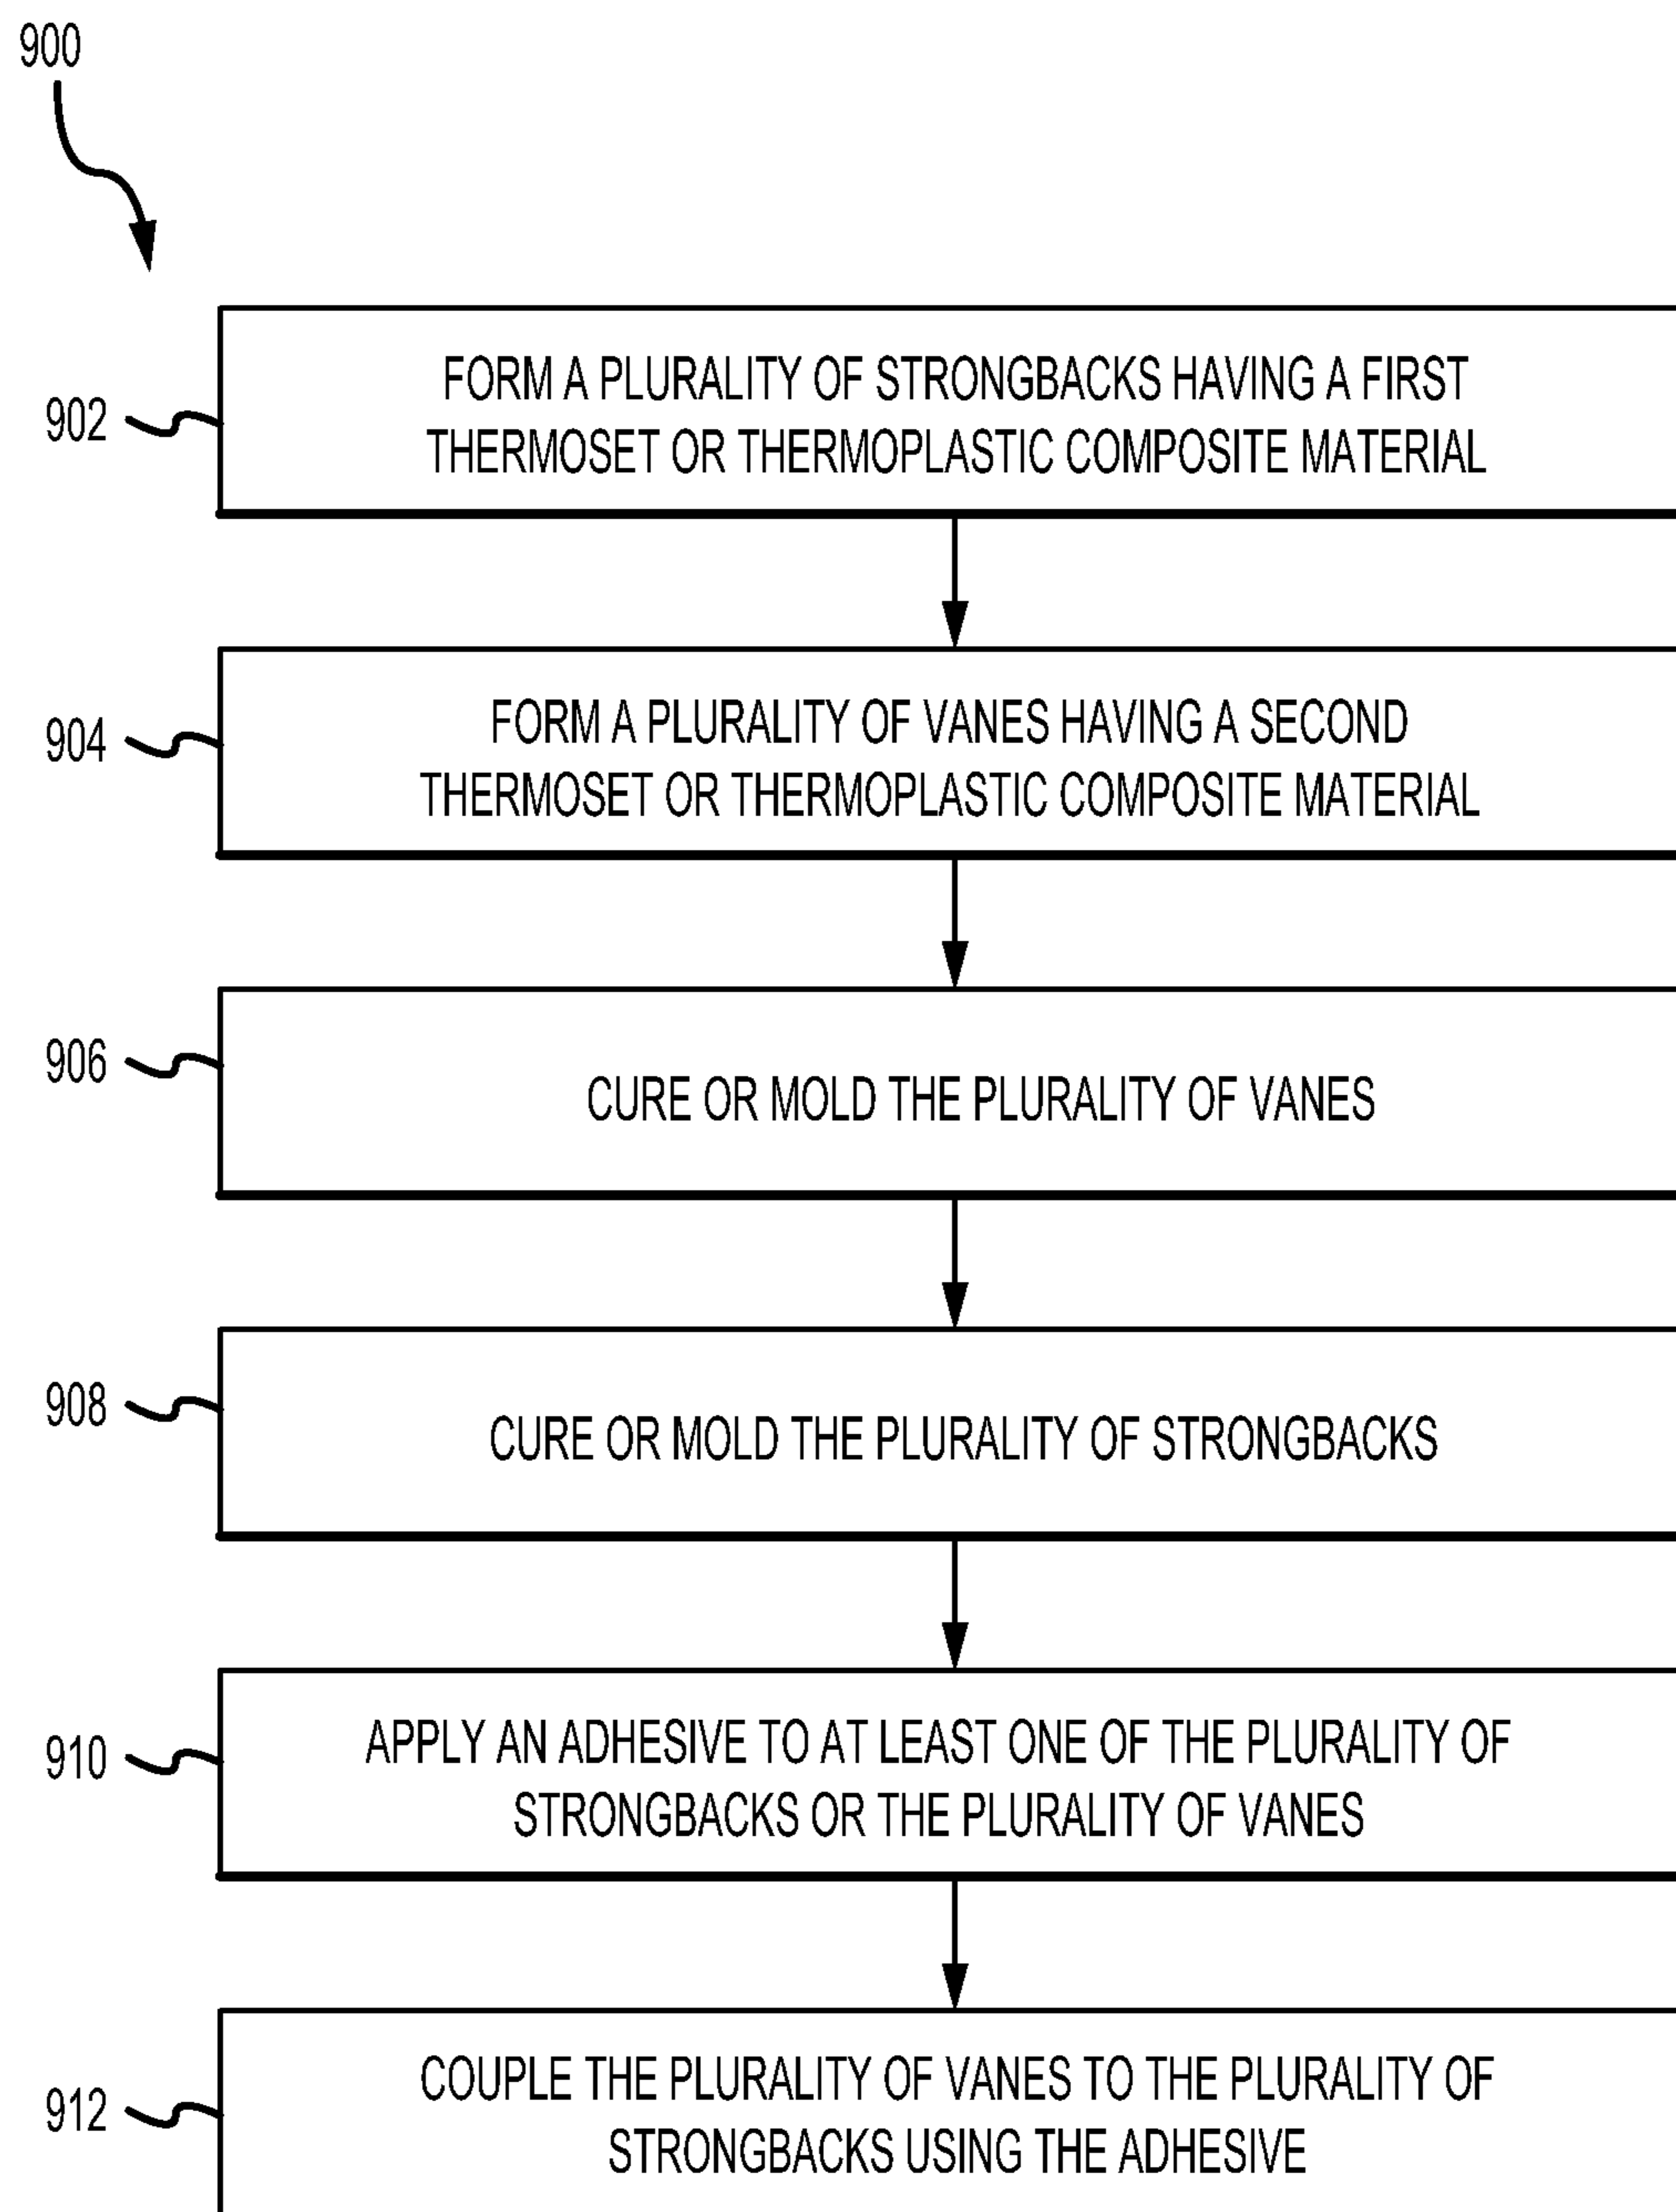 900
902
FORM A PLURALITY OF STRONGBACKS HAVING A FIRST
THERMOSET OR THERMOPLASTIC COMPOSITE MATERIAL
904
FORM A PLURALITY OF VANES HAVING A SECOND
THERMOSET OR THERMOPLASTIC COMPOSITE MATERIAL
906
CURE OR MOLD THE PLURALITY OF VANES
908
CURE OR MOLD THE PLURALITY OF STRONGBACKS
910
APPLY AN ADHESIVE TO AT LEAST ONE OF THE PLURALITY OF
STRONGBACKS OR THE PLURALITY OF VANES
912
COUPLE THE PLURALITY OF VANES TO THE PLURALITY OF
STRONGBACKS USING THE ADHESIVE